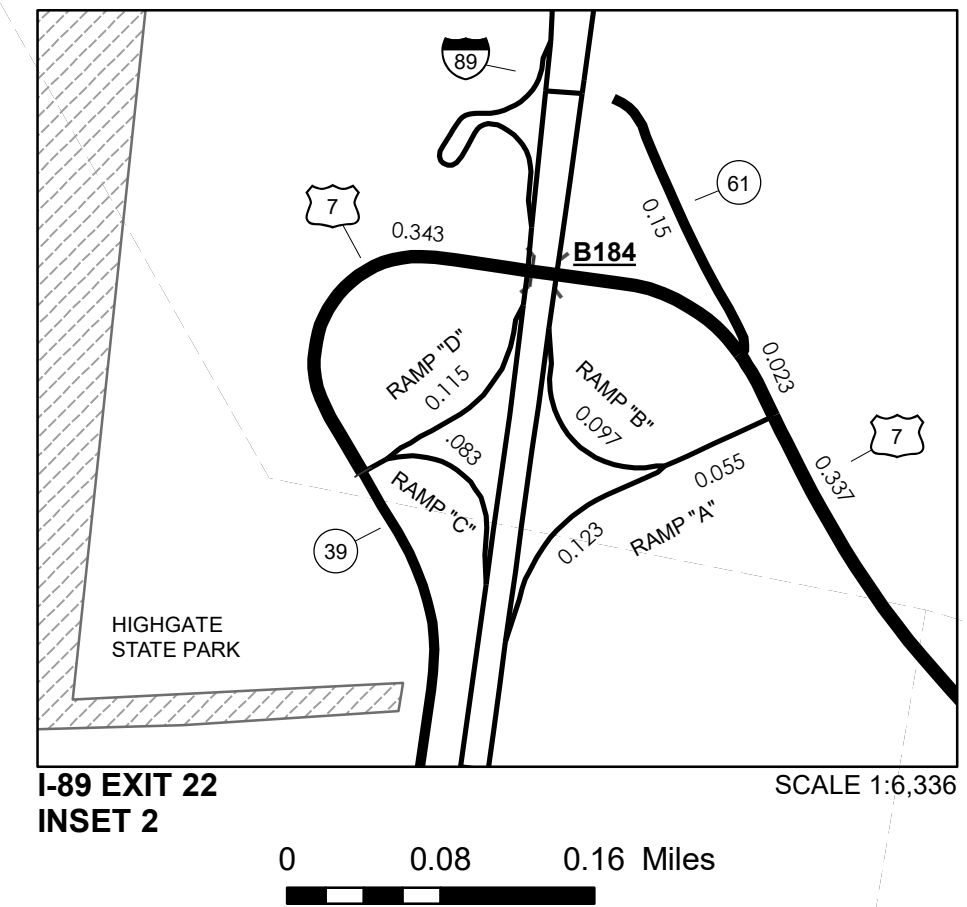 89
61
7
0.15
0.343
B184
RAMP "D"
0.115
RAMP "B"
0.097
0.023
7
.083
0.055
0.337
RAMP "C"
RAMP "A"
0.123
39
HIGHGATE
STATE PARK
I-89 EXIT 22
SCALE 1:6,336
INSET 2
0 0.08 0.16 Miles